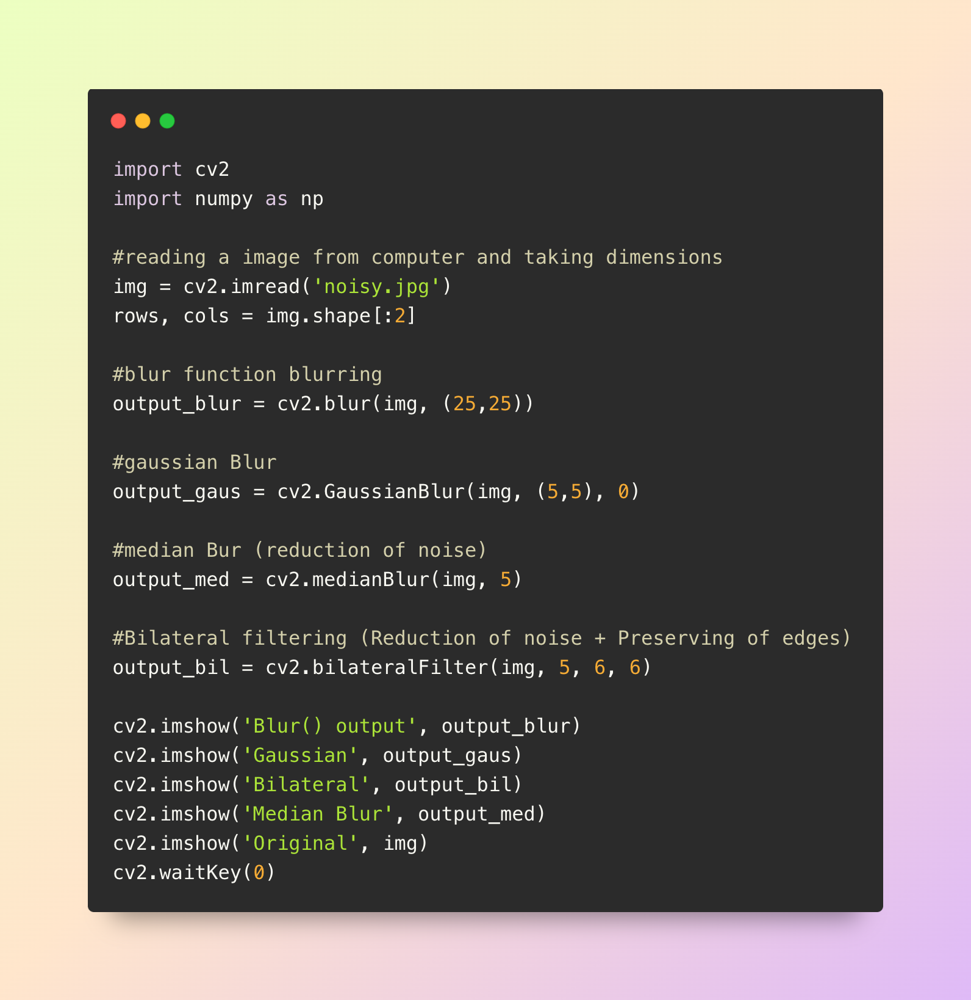 import cv2
import numpy as np
#reading a image from computer and taking dimensions
img = cv2.imread('noisy.jpg')
rows, cols = img.shape[:2]
#blur function blurring
output_blur = cv2.blur(img, (25,25))
#gaussian Blur
output_gaus = cv2.GaussianBlur(img, (5,5), 0)
#median Bur (reduction of noise)
output_med = cv2.medianBlur(img, 5)
#Bilateral filtering (Reduction of noise + Preserving of edges)
output_bil = cv2.bilateralFilter(img, 5, 6, 6)
cv2.imshow('Blur() output', output_blur)
cv2.imshow('Gaussian', output_gaus)
cv2.imshow('Bilateral', output_bil)
cv2.imshow('Median Blur', output_med)
cv2.imshow('Original', img)
cv2.waitKey(0)